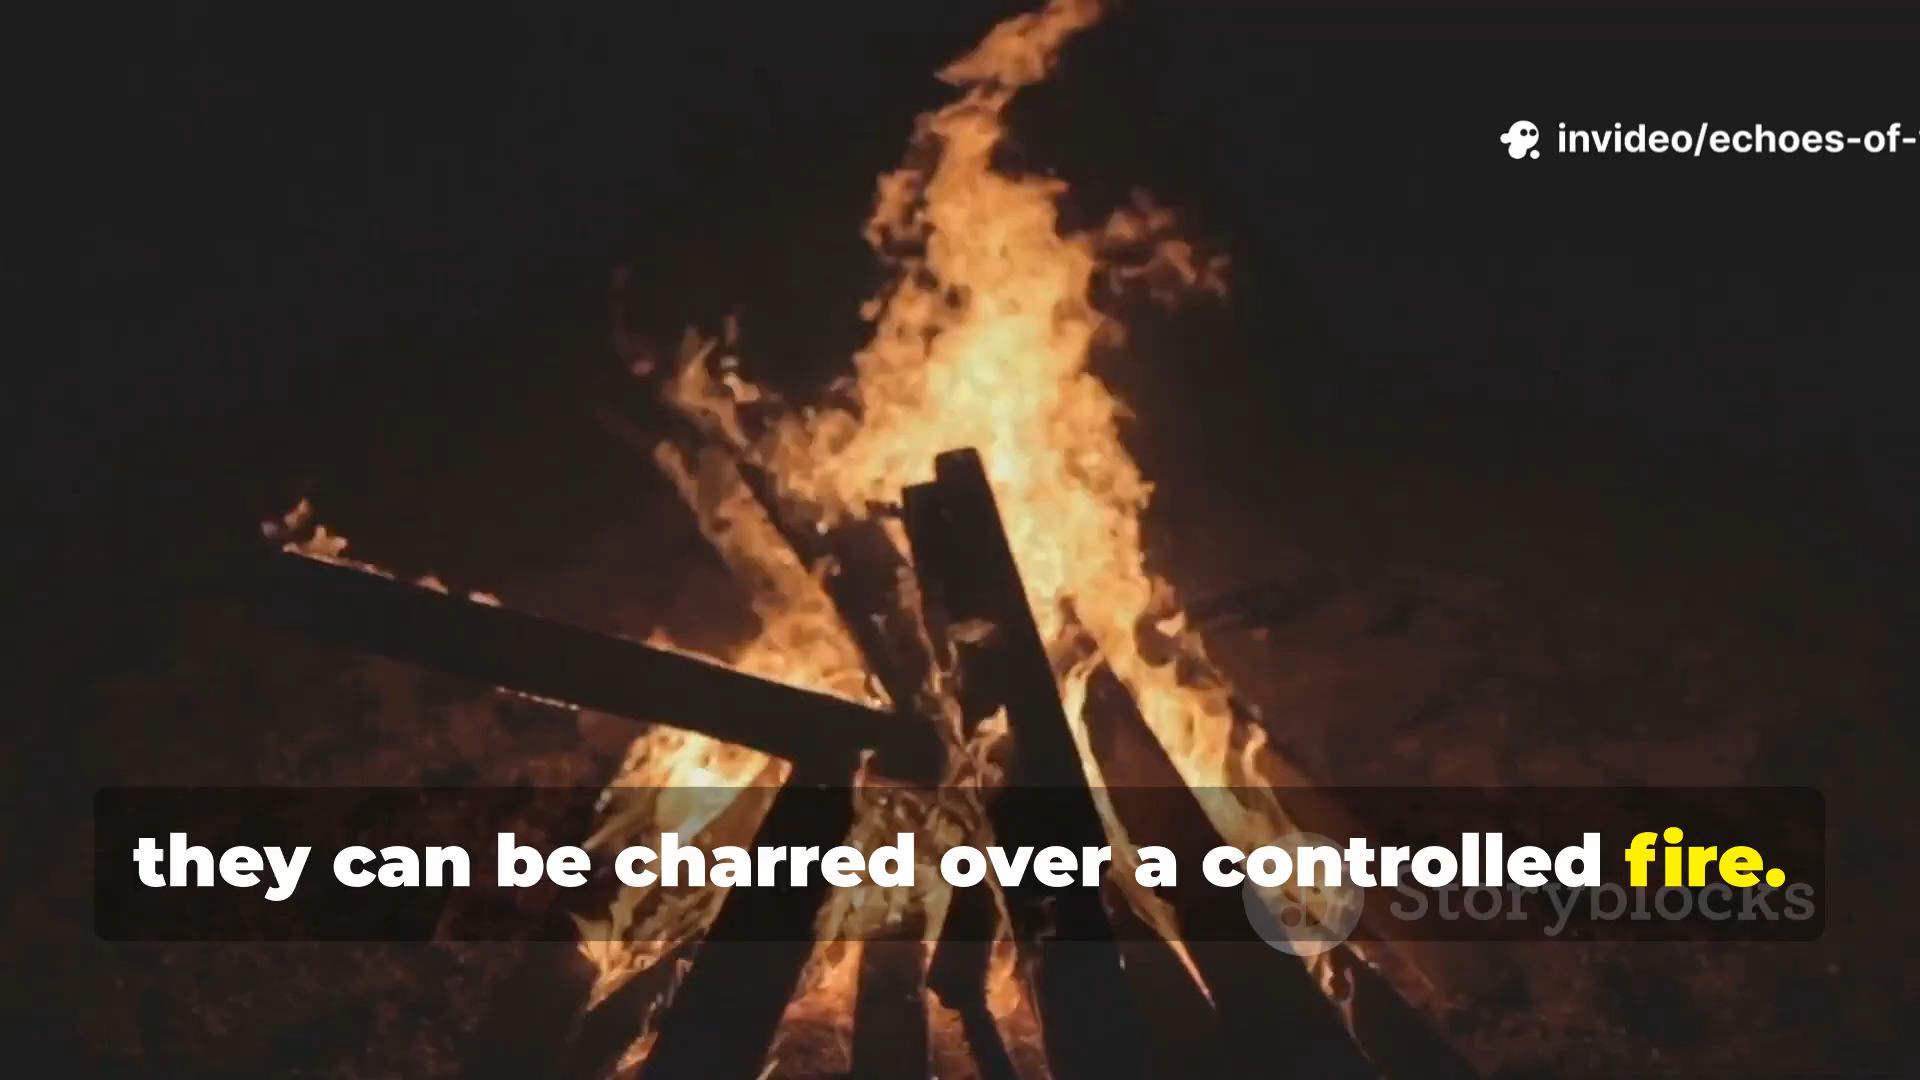 invideo/echoes-of-
they can be charred over a controlled fire.
Storyblocks